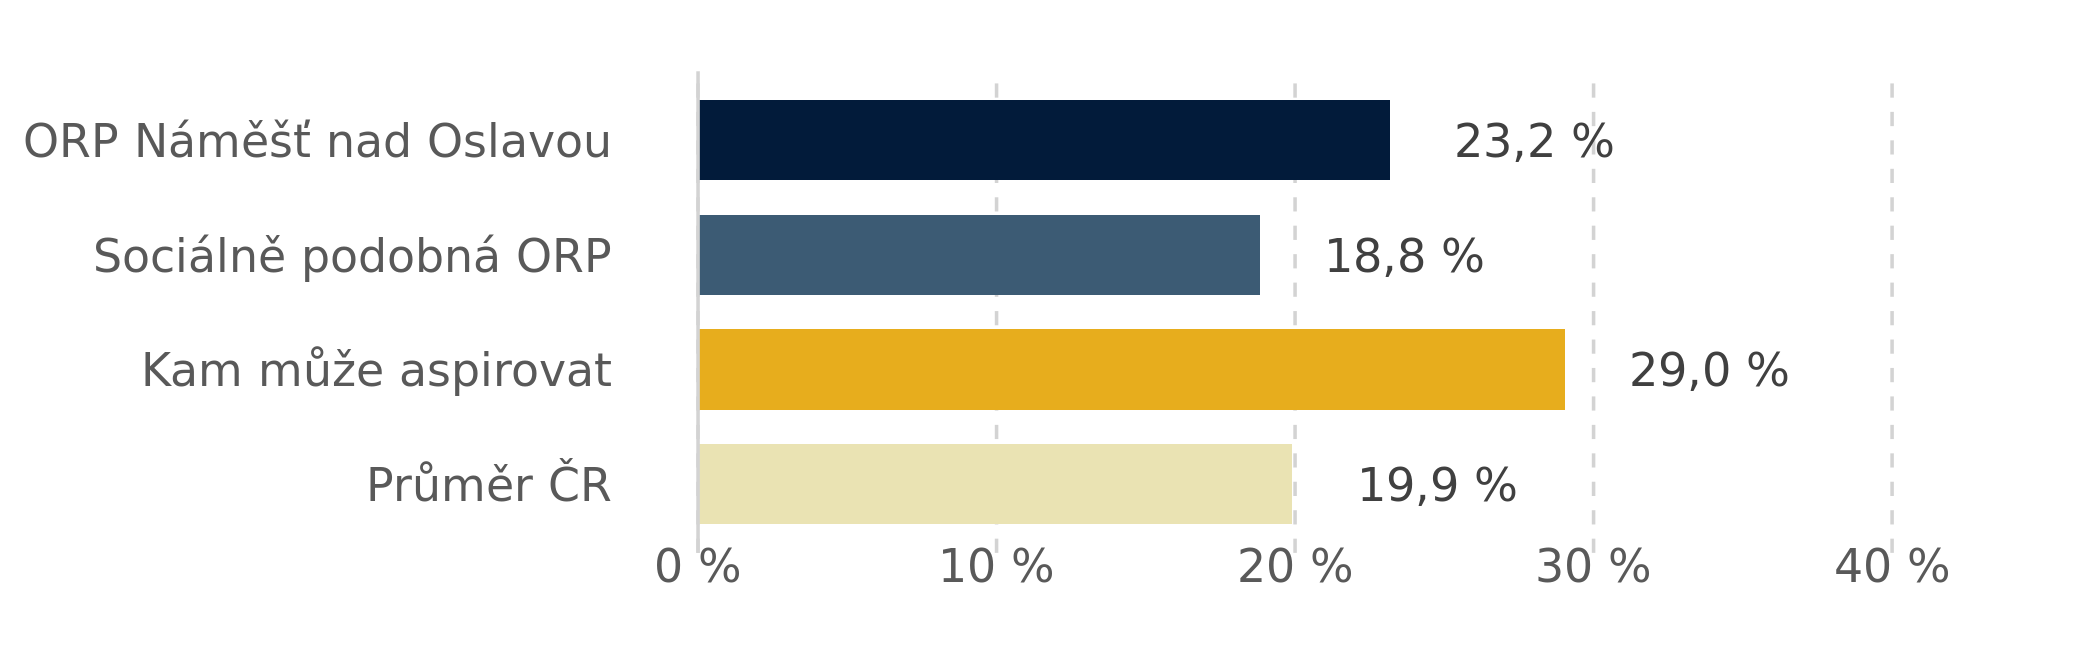 ORP Náměšť nad Oslavou 23,2 %
Sociálně podobná ORP 18,8 %
Kam může aspirovat 29,0 %
Průměr ČR 19,9 %
0 % 10 % 20 % 30 % 40 %